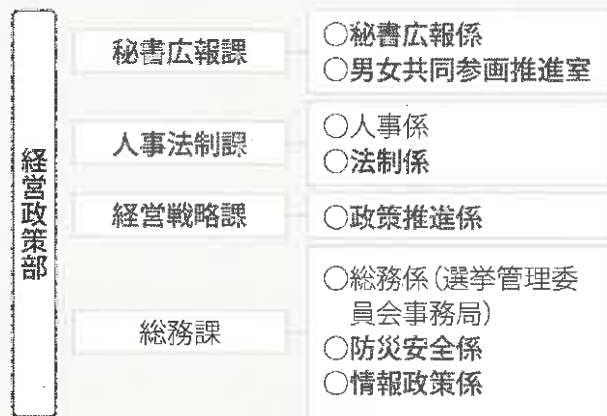 経営政策部
秘書広報課
○秘書広報係
○男女共同参画推進室
人事法制課
○人事係
○法制係
経営戦略課
○政策推進係
総務課
○総務係(選挙管理委
員会事務局)
○防災安全係
○情報政策係